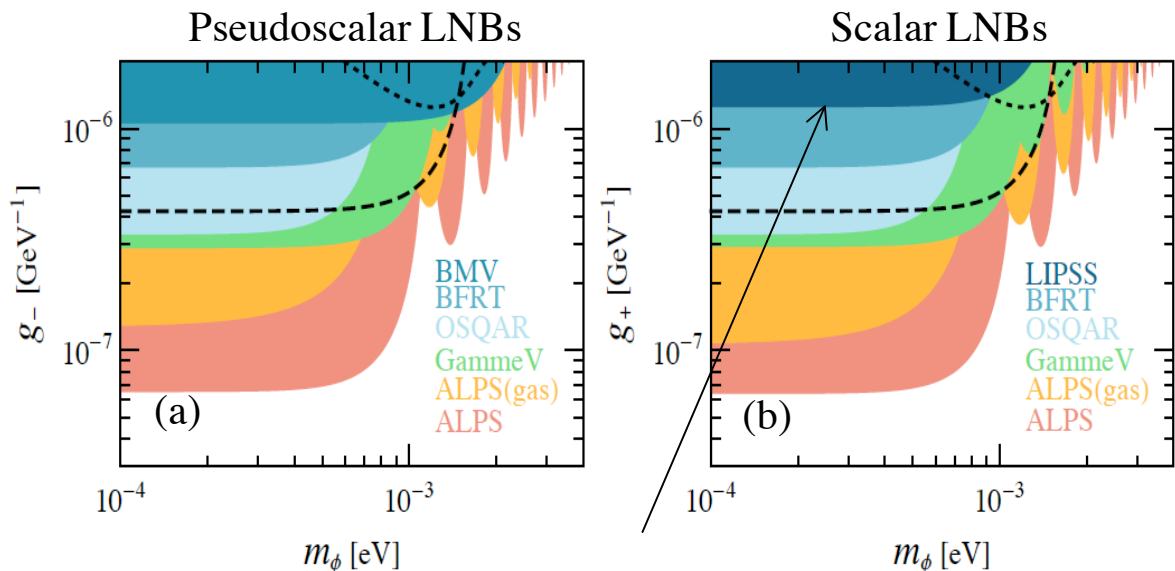 Pseudoscalar LNBs
Scalar LNBs
10⁻⁶
10⁻⁷
g₋ [GeV⁻¹]
BMV
BFRT
OSQAR
GammeV
ALPS(gas)
ALPS
(a)
10⁻⁴
10⁻³
m_ϕ [eV]
10⁻⁶
10⁻⁷
g₊ [GeV⁻¹]
LIPSS
BFRT
OSQAR
GammeV
ALPS(gas)
ALPS
(b)
10⁻⁴
10⁻³
m_ϕ [eV]